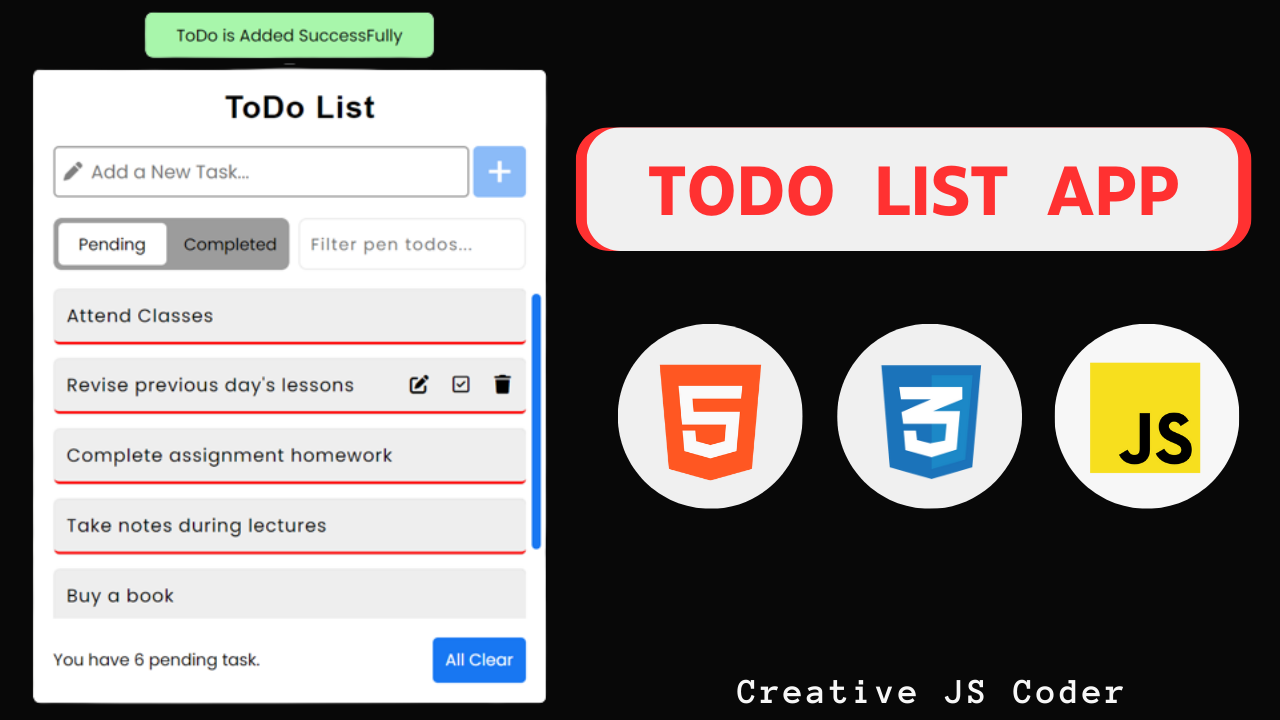 ToDo is Added SuccessFully
ToDo List
Add a New Task...
Pending
Completed
Filter pen todos...
Attend Classes
Revise previous day's lessons
Complete assignment homework
Take notes during lectures
Buy a book
You have 6 pending task.
All Clear
TODO LIST APP
5
3
JS
Creative JS Coder